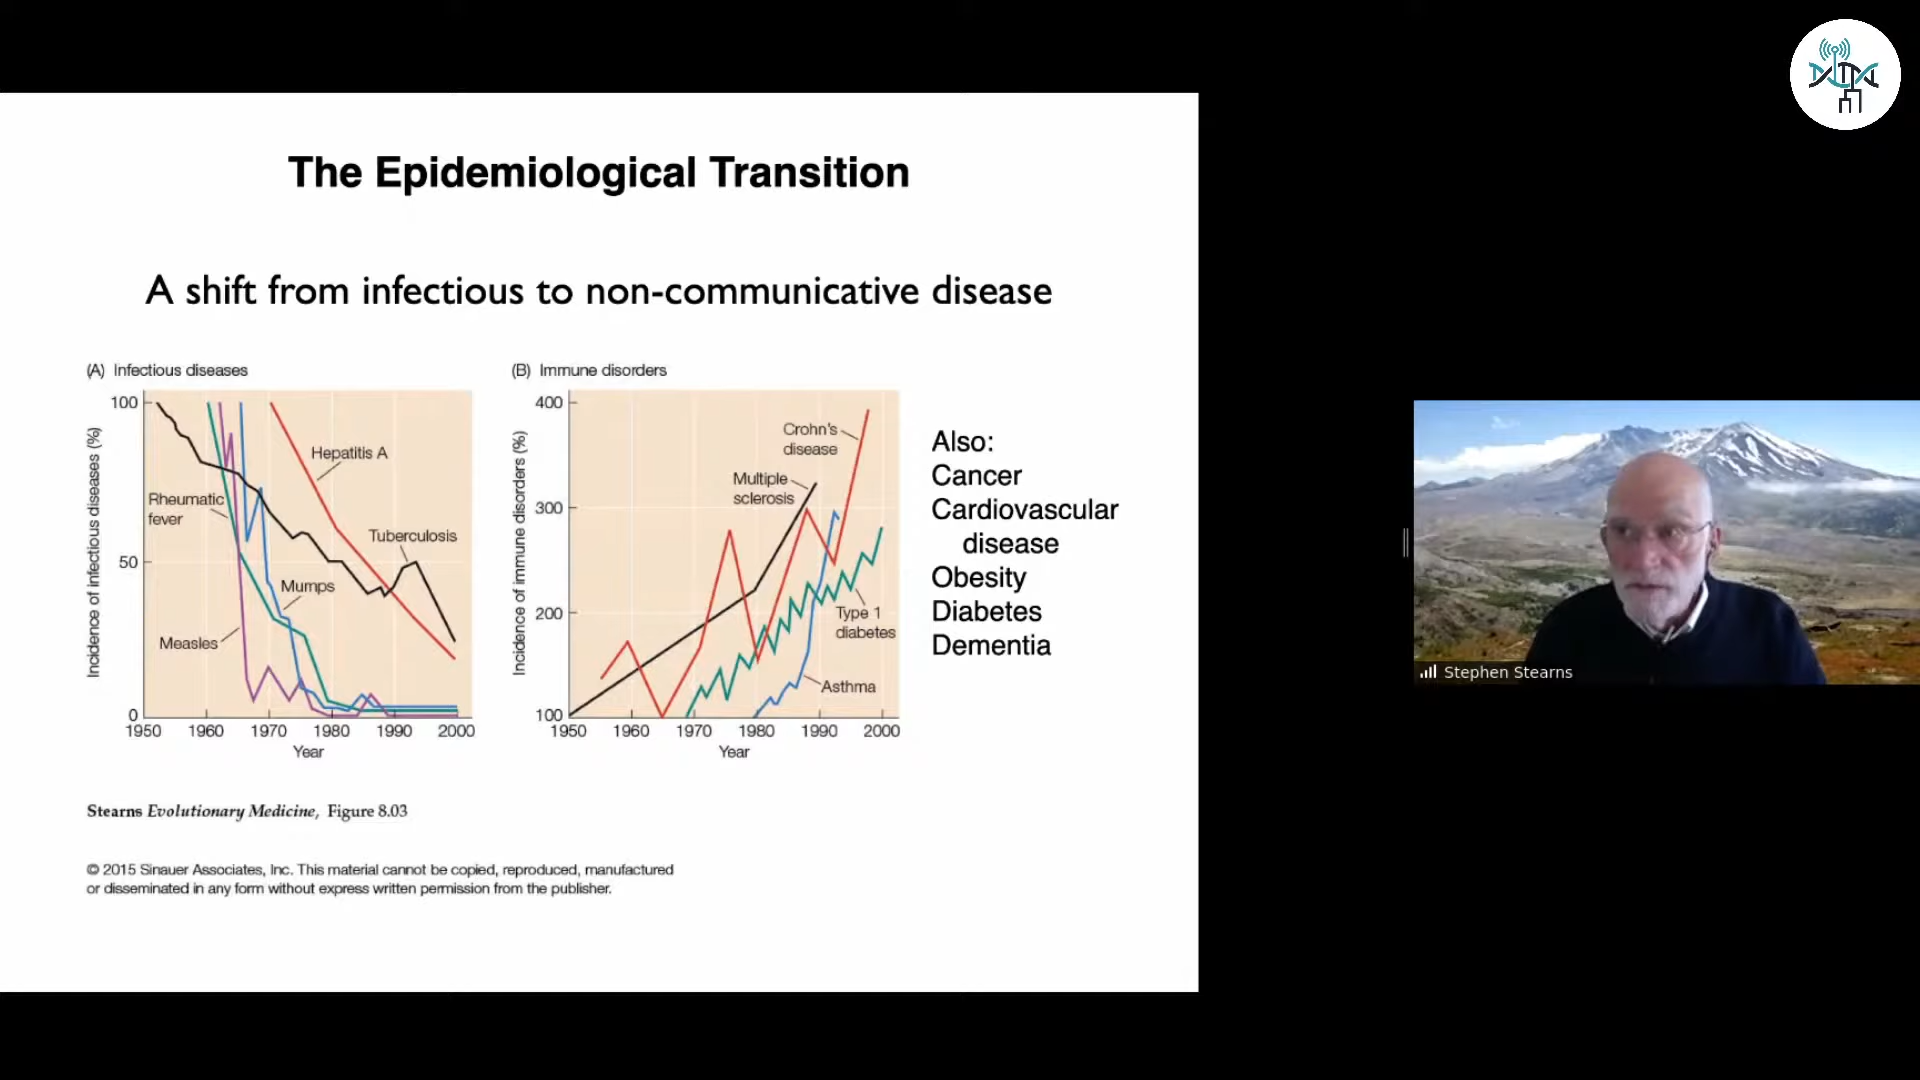 The Epidemiological Transition
A shift from infectious to non-communicative disease
(A) Infectious diseases
Incidence of infectious diseases (%)
100
50
0
Hepatitis A
Rheumatic
fever
Tuberculosis
Mumps
Measles
1950 1960 1970 1980 1990 2000
Year
(B) Immune disorders
Incidence of immune disorders (%)
400
300
200
100
Crohn's
disease
Multiple
sclerosis
Type 1
diabetes
Asthma
1950 1960 1970 1980 1990 2000
Year
Also:
Cancer
Cardiovascular
disease
Obesity
Diabetes
Dementia
Stearns Evolutionary Medicine, Figure 8.03
© 2015 Sinauer Associates, Inc. This material cannot be copied, reproduced, manufactured
or disseminated in any form without express written permission from the publisher.
Stephen Stearns